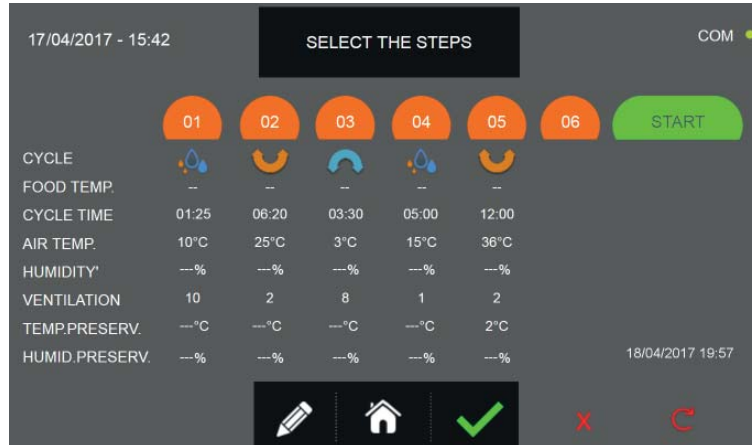 17/04/2017 - 15:42 SELECT THE STEPS COM
01 02 03 04 05 06 START
CYCLE
FOOD TEMP. -- -- -- -- --
CYCLE TIME 01:25 06:20 03:30 05:00 12:00
AIR TEMP. 10°C 25°C 3°C 15°C 36°C
HUMIDITY' ---% ---% ---% ---% ---%
VENTILATION 10 2 8 1 2
TEMP.PRESERV. ---°C ---°C ---°C ---°C 2°C
HUMID.PRESERV. ---% ---% ---% ---% ---% 18/04/2017 19:57
X